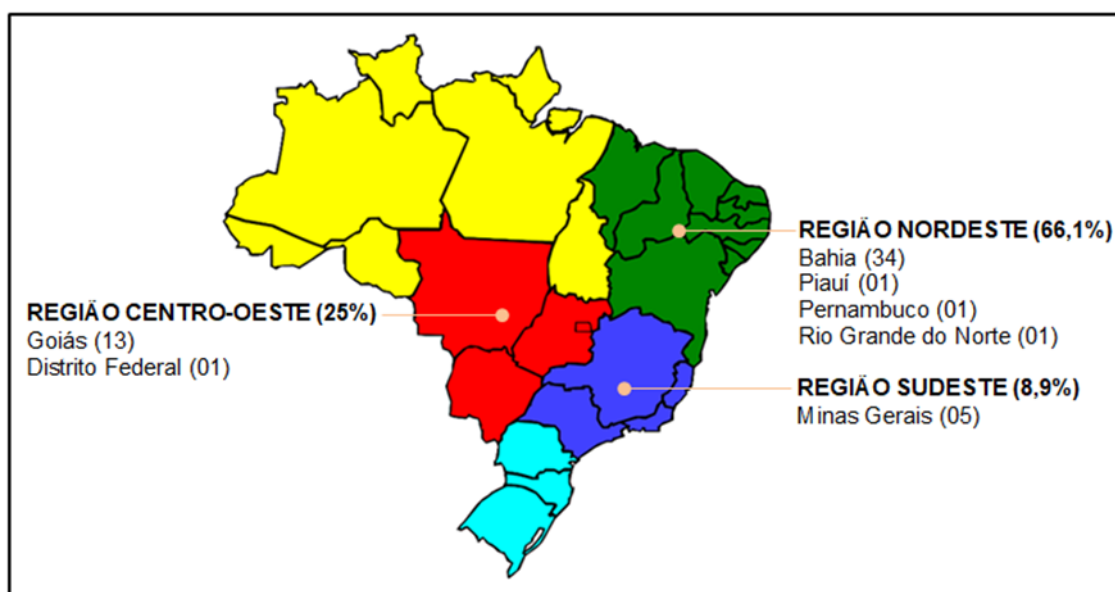 REGIÃO NORDESTE (66,1%)
Bahia (34)
Piauí (01)
Pernambuco (01)
Rio Grande do Norte (01)
REGIÃO CENTRO-OESTE (25%)
Goiás (13)
Distrito Federal (01)
REGIÃO SUDESTE (8,9%)
Minas Gerais (05)